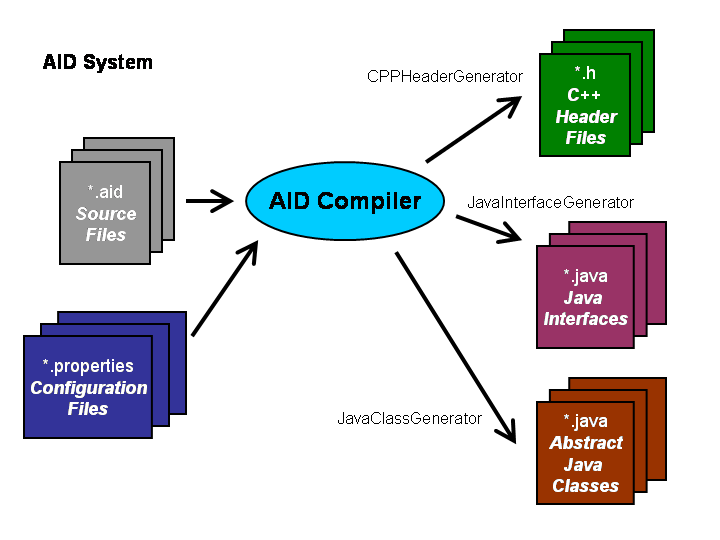 AID System
CPPHeaderGenerator
*.h
C++
Header
Files
*.aid
Source
Files
AID Compiler
JavaInterfaceGenerator
*.java
Java
Interfaces
*.properties
Configuration
Files
JavaClassGenerator
*.java
Abstract
Java
Classes